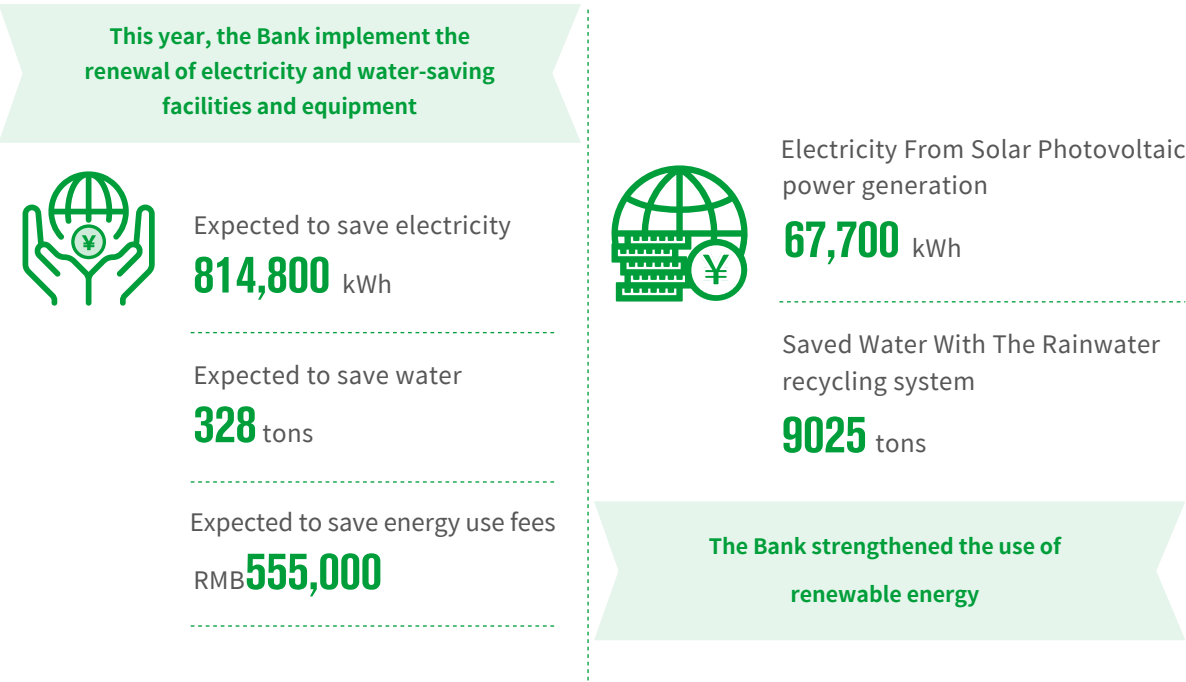 This year, the Bank implement the
renewal of electricity and water-saving
facilities and equipment
¥
Expected to save electricity
814,800 kWh
Expected to save water
328 tons
Expected to save energy use fees
RMB555,000
¥
Electricity From Solar Photovoltaic
power generation
67,700 kWh
Saved Water With The Rainwater
recycling system
9025 tons
The Bank strengthened the use of
renewable energy